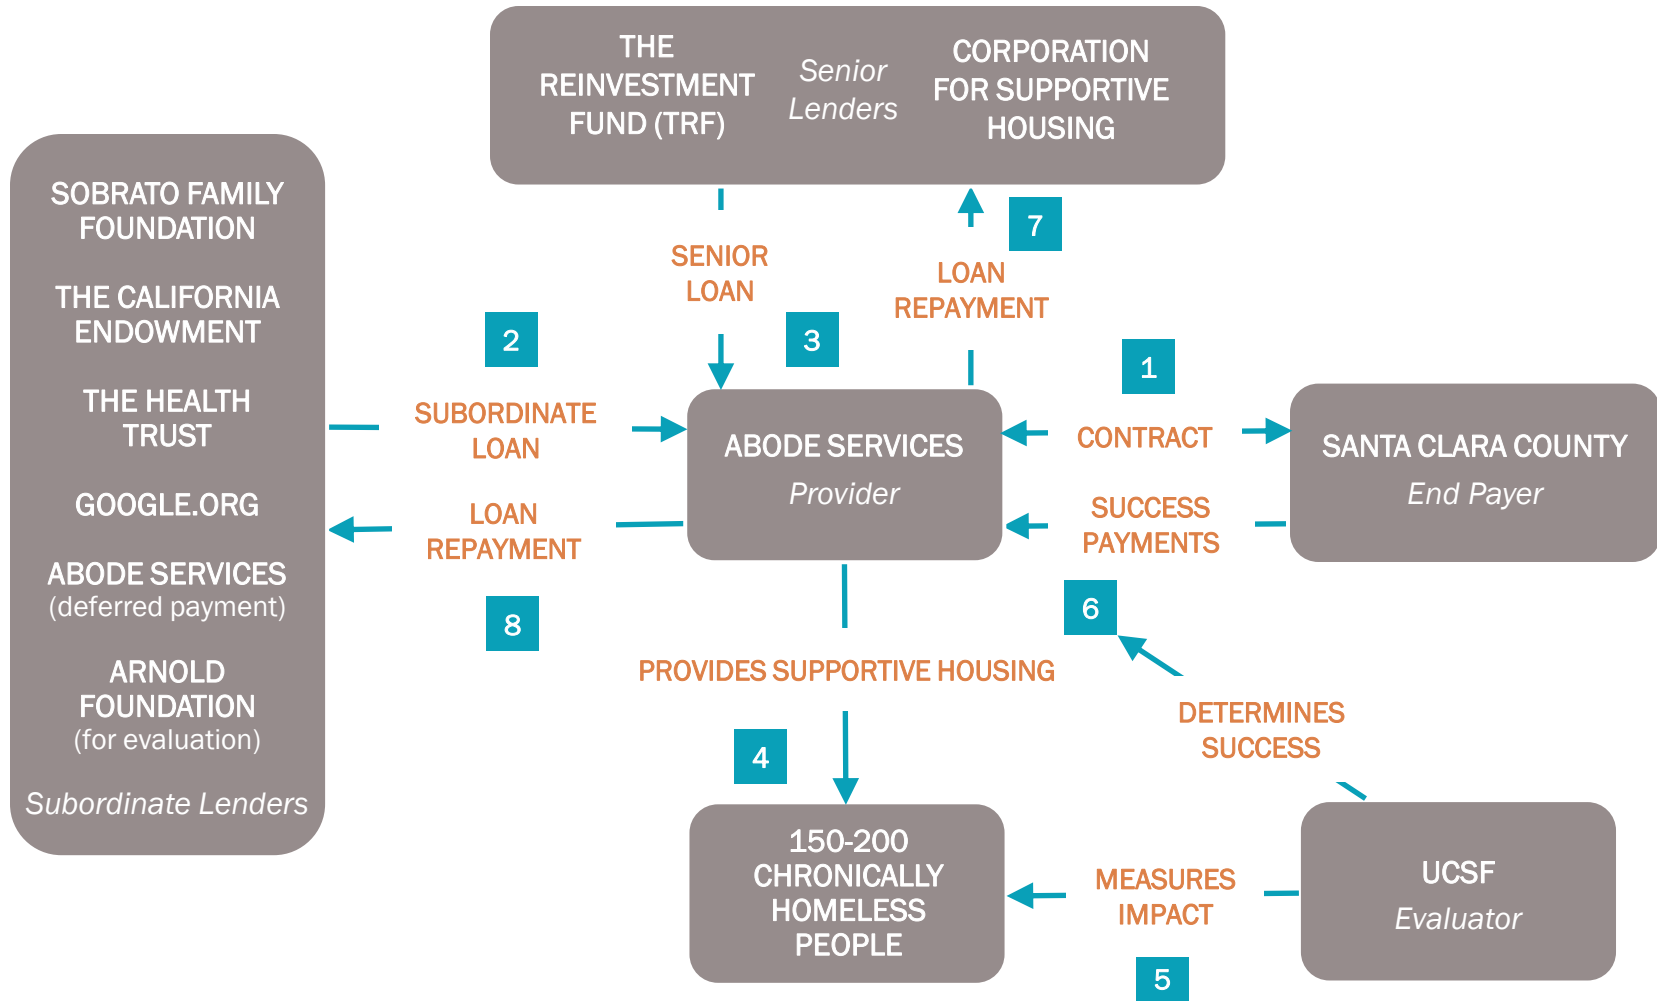 THE
REINVESTMENT
FUND (TRF)
Senior
Lenders
CORPORATION
FOR SUPPORTIVE
HOUSING
SOBRATO FAMILY
FOUNDATION
THE CALIFORNIA
ENDOWMENT
THE HEALTH
TRUST
GOOGLE.ORG
ABODE SERVICES
(deferred payment)
ARNOLD
FOUNDATION
(for evaluation)
Subordinate Lenders
SENIOR
LOAN
7
LOAN
REPAYMENT
2
3
1
SUBORDINATE
LOAN
ABODE SERVICES
Provider
CONTRACT
SANTA CLARA COUNTY
End Payer
LOAN
REPAYMENT
SUCCESS
PAYMENTS
8
6
PROVIDES SUPPORTIVE HOUSING
DETERMINES
SUCCESS
4
150-200
CHRONICALLY
HOMELESS
PEOPLE
MEASURES
IMPACT
UCSF
Evaluator
5